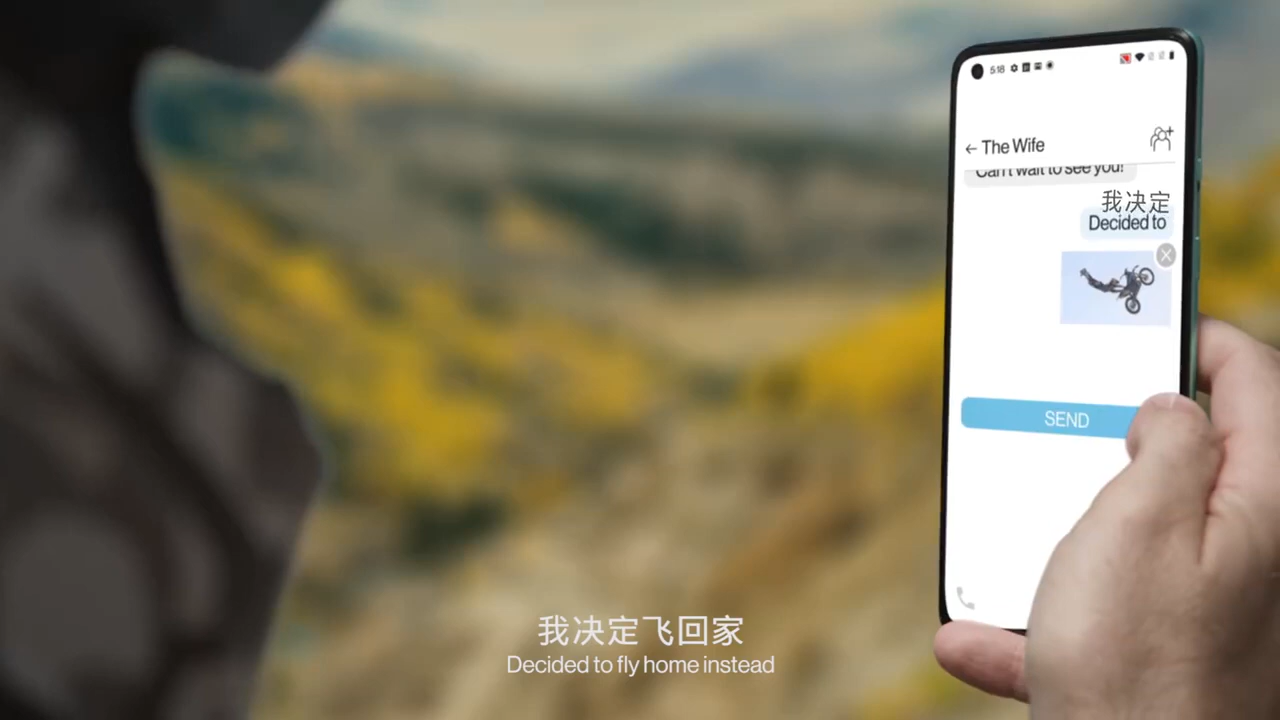 5:18
The Wife
Can't wait to see you!
我决定
Decided to
SEND
我决定飞回家
Decided to fly home instead